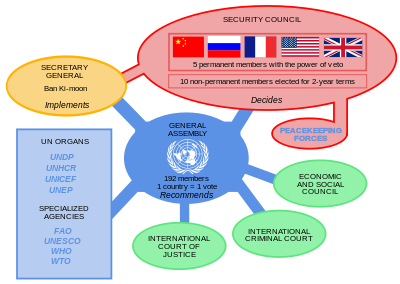 SECURITY COUNCIL
5 permanent members with the power of veto
10 non-permanent members elected for 2-year terms
Decides
SECRETARY
GENERAL
Ban Ki-moon
Implements
PEACEKEEPING
FORCES
GENERAL
ASSEMBLY
192 members
1 country = 1 vote
Recommends
UN ORGANS
UNDP
UNHCR
UNICEF
UNEP
SPECIALIZED
AGENCIES
FAO
UNESCO
WHO
WTO
ECONOMIC
AND SOCIAL
COUNCIL
INTERNATIONAL
CRIMINAL COURT
INTERNATIONAL
COURT OF
JUSTICE